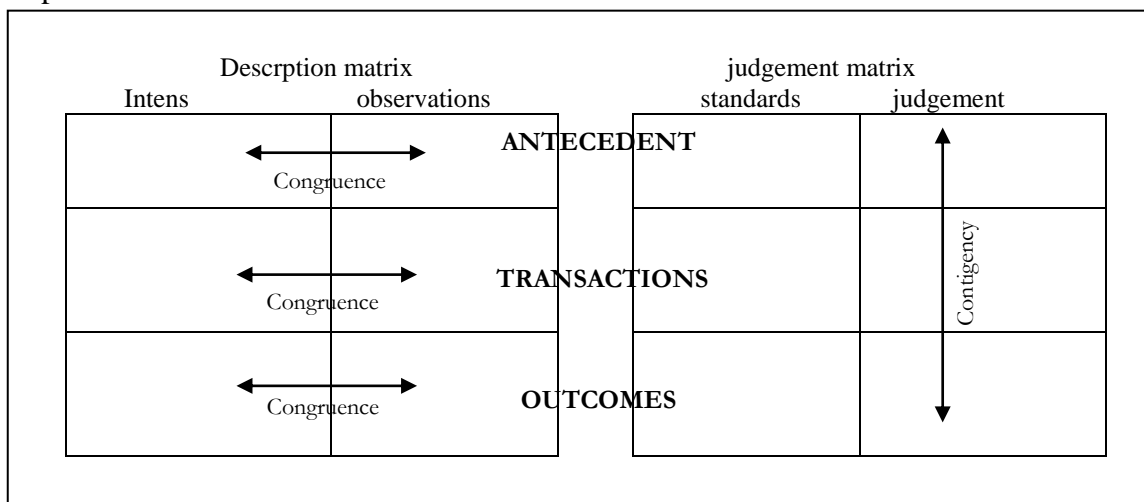 Descrption matrix judgement matrix
Intens observations standards judgement
ANTECEDENT
Congruence
TRANSACTIONS
Congruence
Contigency
OUTCOMES
Congruence